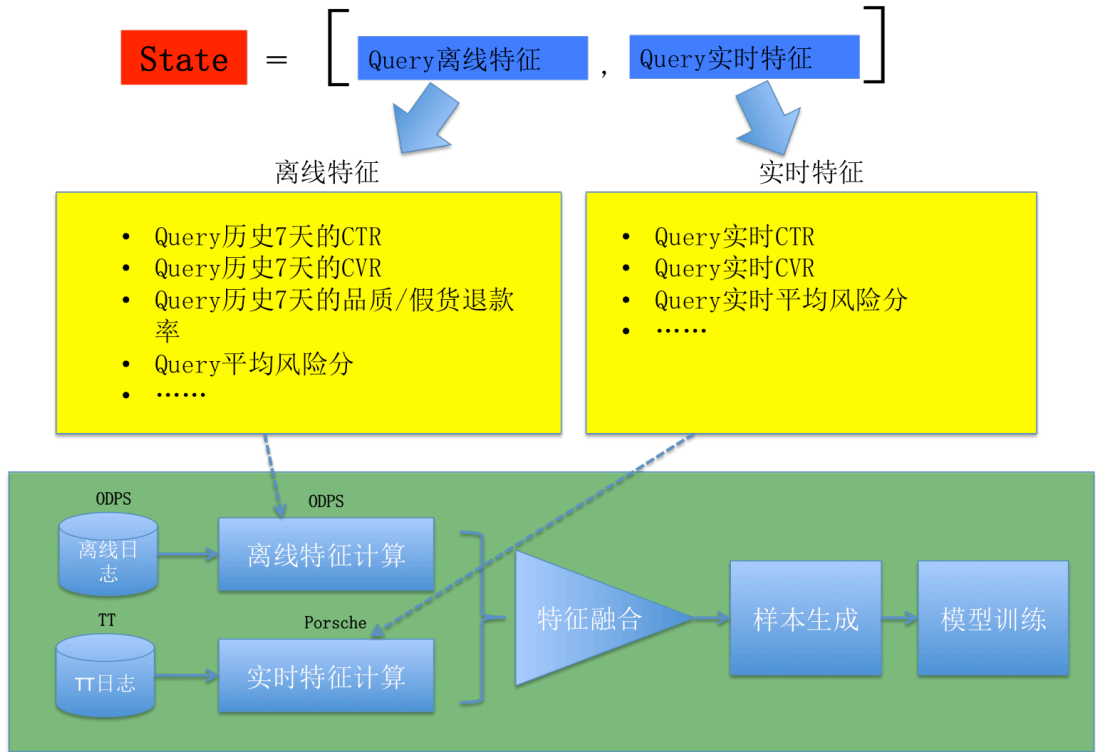 State = [ Query离线特征 , Query实时特征 ]
离线特征
• Query历史7天的CTR
• Query历史7天的CVR
• Query历史7天的品质/假货退款
率
• Query平均风险分
• ……
实时特征
• Query实时CTR
• Query实时CVR
• Query实时平均风险分
• ……
ODPS
离线日
志
ODPS
离线特征计算
TT
TT日志
Porsche
实时特征计算
特征融合
样本生成
模型训练